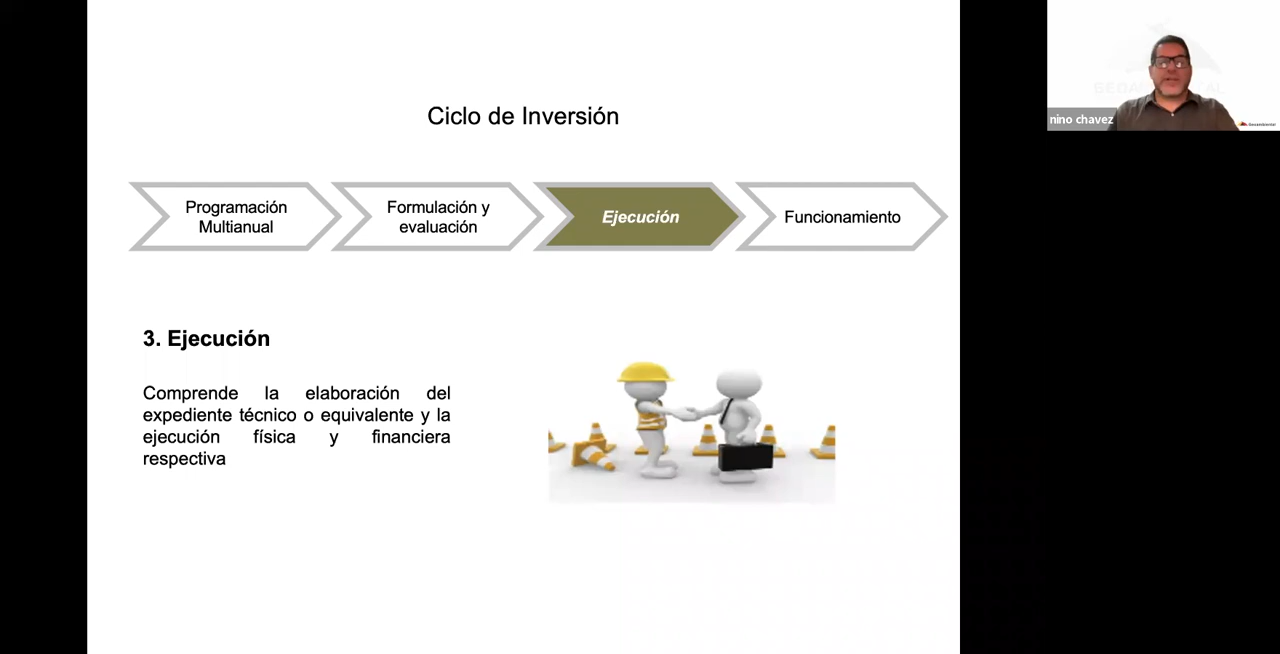 Ciclo de Inversión
Programación
Multianual
Formulación y
evaluación
Ejecución
Funcionamiento
3. Ejecución
Comprende la elaboración del
expediente técnico o equivalente y la
ejecución física y financiera
respectiva
nino chavez